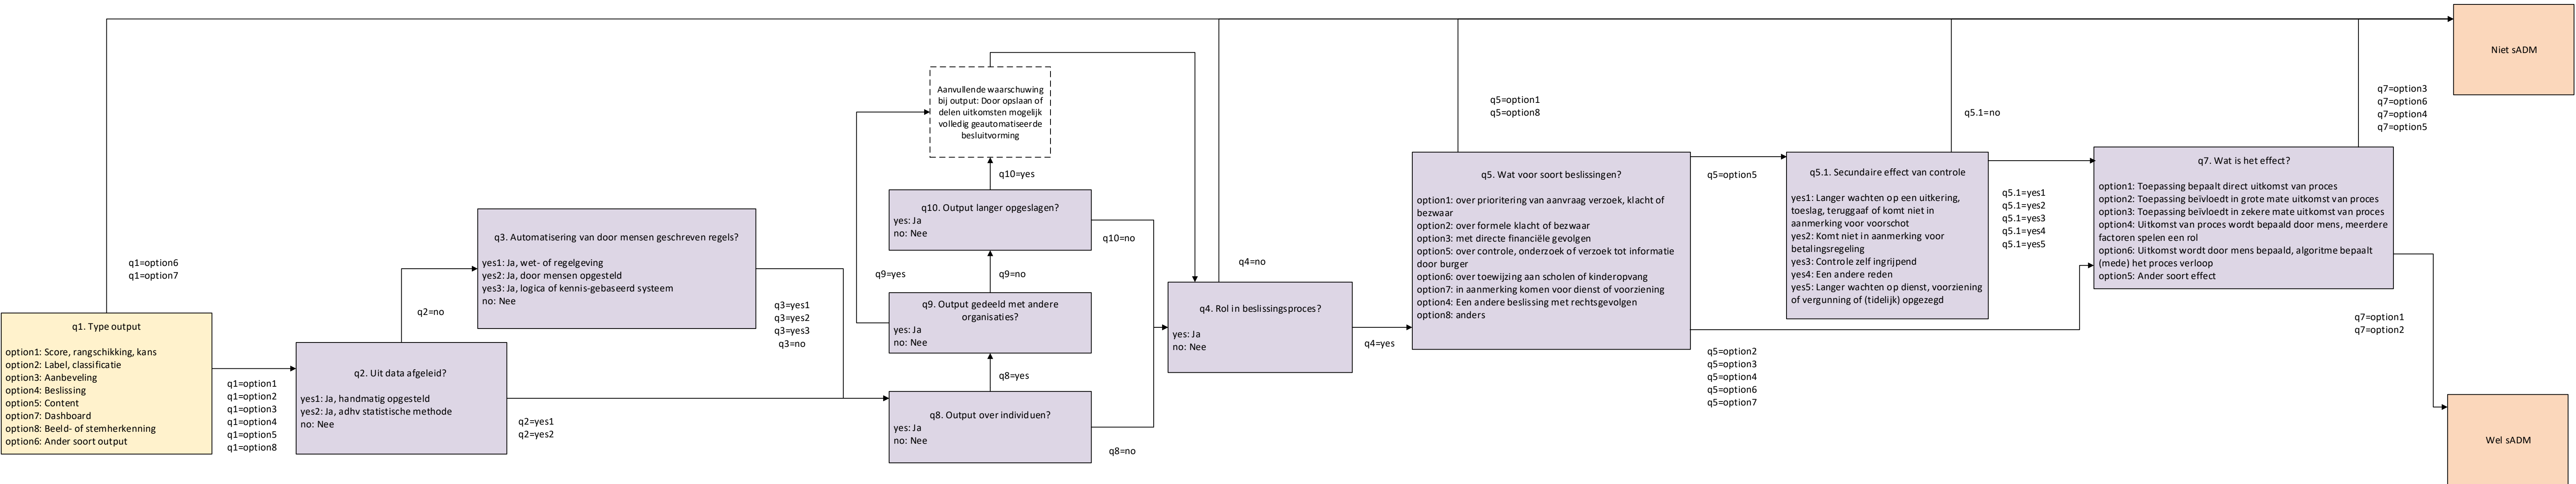 q1. Type output
option1: Score, rangschikking, kans
option2: Label, classificatie
option3: Aanbeveling
option4: Beslissing
option5: Content
option7: Dashboard
option8: Beeld- of stemherkenning
option6: Ander soort output
q1=option6
q1=option7
q1=option1
q1=option2
q1=option3
q1=option4
q1=option5
q1=option8
q2. Uit data afgeleid?
yes1: Ja, handmatig opgesteld
yes2: Ja, adhv statistische methode
no: Nee
q2=no
q2=yes1
q2=yes2
q3. Automatisering van door mensen geschreven regels?
yes1: Ja, wet- of regelgeving
yes2: Ja, door mensen opgesteld
yes3: Ja, logica of kennis-gebaseerd systeem
no: Nee
q3=yes1
q3=yes2
q3=yes3
q3=no
Aanvullende waarschuwing
bij output: Door opslaan of
delen uitkomsten mogelijk
volledig geautomatiseerde
besluitvorming
q10=yes
q10. Output langer opgeslagen?
yes: Ja
no: Nee
q10=no
q9=yes
q9=no
q9. Output gedeeld met andere
organisaties?
yes: Ja
no: Nee
q8=yes
q8. Output over individuen?
yes: Ja
no: Nee
q8=no
q4=no
q4. Rol in beslissingsproces?
yes: Ja
no: Nee
q4=yes
q5=option1
q5=option8
q5. Wat voor soort beslissingen?
option1: over prioritering van aanvraag verzoek, klacht of
bezwaar
option2: over formele klacht of bezwaar
option3: met directe financiële gevolgen
option5: over controle, onderzoek of verzoek tot informatie
door burger
option6: over toewijzing aan scholen of kinderopvang
option7: in aanmerking komen voor dienst of voorziening
option4: Een andere beslissing met rechtsgevolgen
option8: anders
q5=option5
q5=option2
q5=option3
q5=option4
q5=option6
q5=option7
q5.1=no
q5.1. Secundaire effect van controle
yes1: Langer wachten op een uitkering,
toeslag, teruggaaf of komt niet in
aanmerking voor voorschot
yes2: Komt niet in aanmerking voor
betalingsregeling
yes3: Controle zelf ingrijpend
yes4: Een andere reden
yes5: Langer wachten op dienst, voorziening
of vergunning of (tidelijk) opgezegd
q5.1=yes1
q5.1=yes2
q5.1=yes3
q5.1=yes4
q5.1=yes5
q7=option3
q7=option6
q7=option4
q7=option5
q7. Wat is het effect?
option1: Toepassing bepaalt direct uitkomst van proces
option2: Toepassing beïvloedt in grote mate uitkomst van proces
option3: Toepassing beïvloedt in zekere mate uitkomst van proces
option4: Uitkomst van proces wordt bepaald door mens, meerdere
factoren spelen een rol
option6: Uitkomst wordt door mens bepaald, algoritme bepaalt
(mede) het proces verloop
option5: Ander soort effect
q7=option1
q7=option2
Niet sADM
Wel sADM